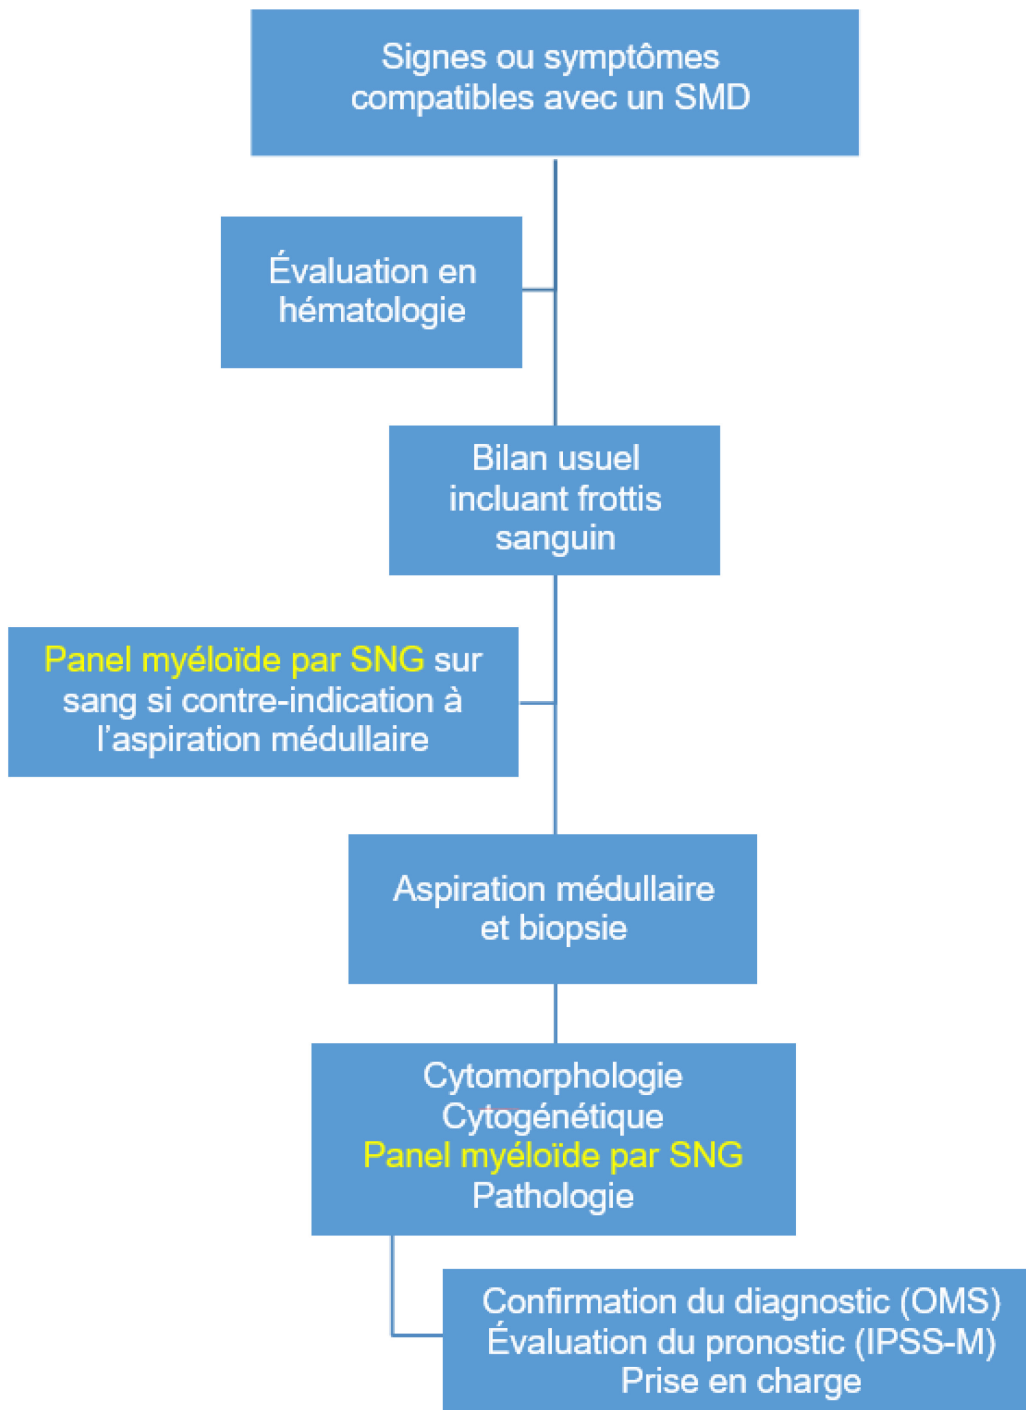 Signes ou symptômes
compatibles avec un SMD
Évaluation en
hématologie
Bilan usuel
incluant frottis
sanguin
Panel myéloïde par SNG sur
sang si contre-indication à
l’aspiration médullaire
Aspiration médullaire
et biopsie
Cytomorphologie
Cytogénétique
Panel myéloïde par SNG
Pathologie
Confirmation du diagnostic (OMS)
Évaluation du pronostic (IPSS-M)
Prise en charge